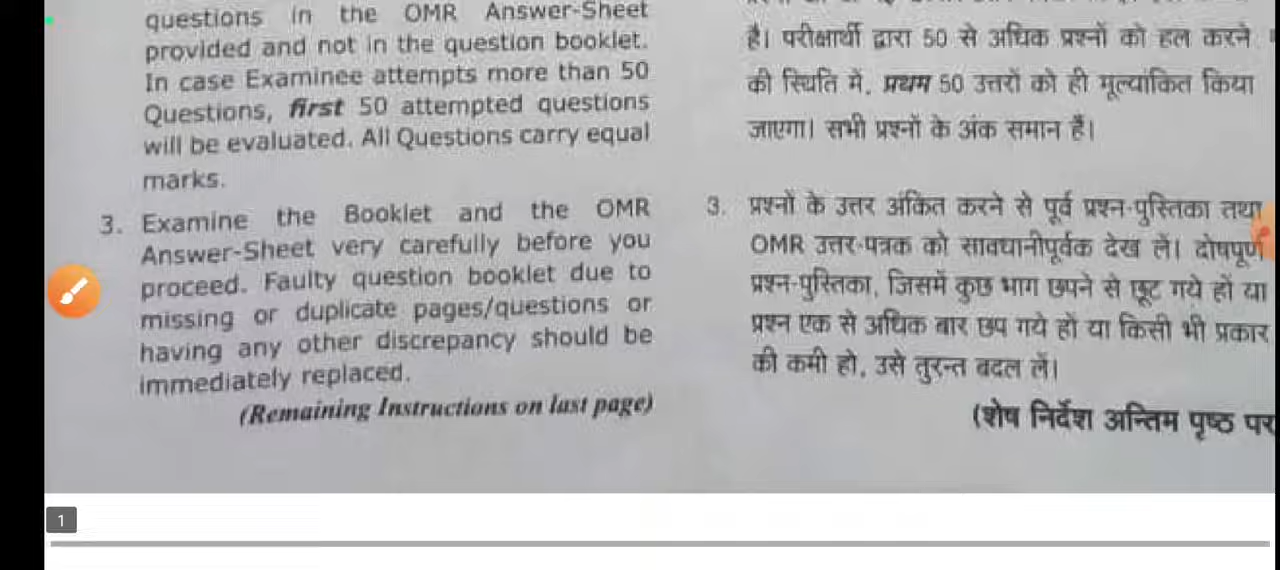 questions in the OMR Answer-Sheet
provided and not in the question booklet.
In case Examinee attempts more than 50
Questions, first 50 attempted questions
will be evaluated. All Questions carry equal
marks.
3. Examine the Booklet and the OMR
Answer-Sheet very carefully before you
proceed. Faulty question booklet due to
missing or duplicate pages/questions or
having any other discrepancy should be
immediately replaced.
(Remaining Instructions on last page)
है। परीक्षार्थी द्वारा 50 से अधिक प्रश्नों को हल करने
की स्थिति में, प्रथम 50 उत्तरों को ही मूल्यांकित किया
जाएगा। सभी प्रश्नों के अंक समान हैं।
3. प्रश्नों के उत्तर अंकित करने से पूर्व प्रश्न-पुस्तिका तथा
OMR उत्तर-पत्रक को सावधानीपूर्वक देख लें। दोषपूर्ण
प्रश्न-पुस्तिका, जिसमें कुछ भाग छपने से छूट गये हों या
प्रश्न एक से अधिक बार छप गये हों या किसी भी प्रकार
की कमी हो, उसे तुरन्त बदल लें।
(शेष निर्देश अन्तिम पृष्ठ पर
1